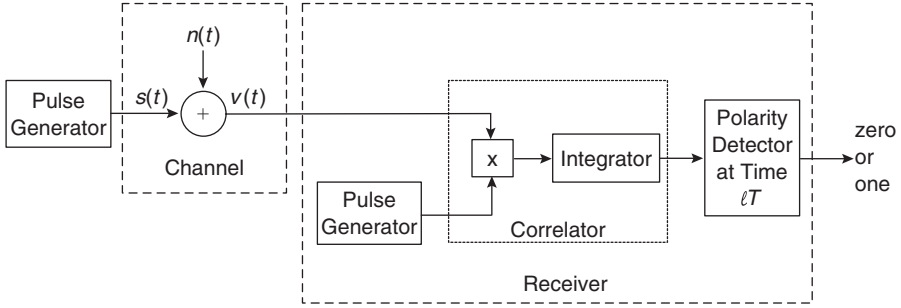 n(t)
Pulse
Generator
s(t)
+
v(t)
Channel
x
Integrator
Polarity
Detector
at Time
ℓT
zero
or
one
Pulse
Generator
Correlator
Receiver